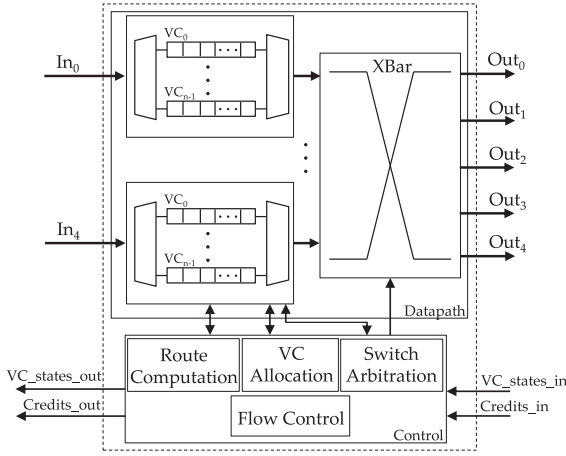 In0
VC0
VCn-1
XBar
Out0
Out1
Out2
Out3
Out4
In4
VC0
VCn-1
Datapath
Route Computation
VC Allocation
Switch Arbitration
Flow Control
Control
VC_states_out
Credits_out
VC_states_in
Credits_in